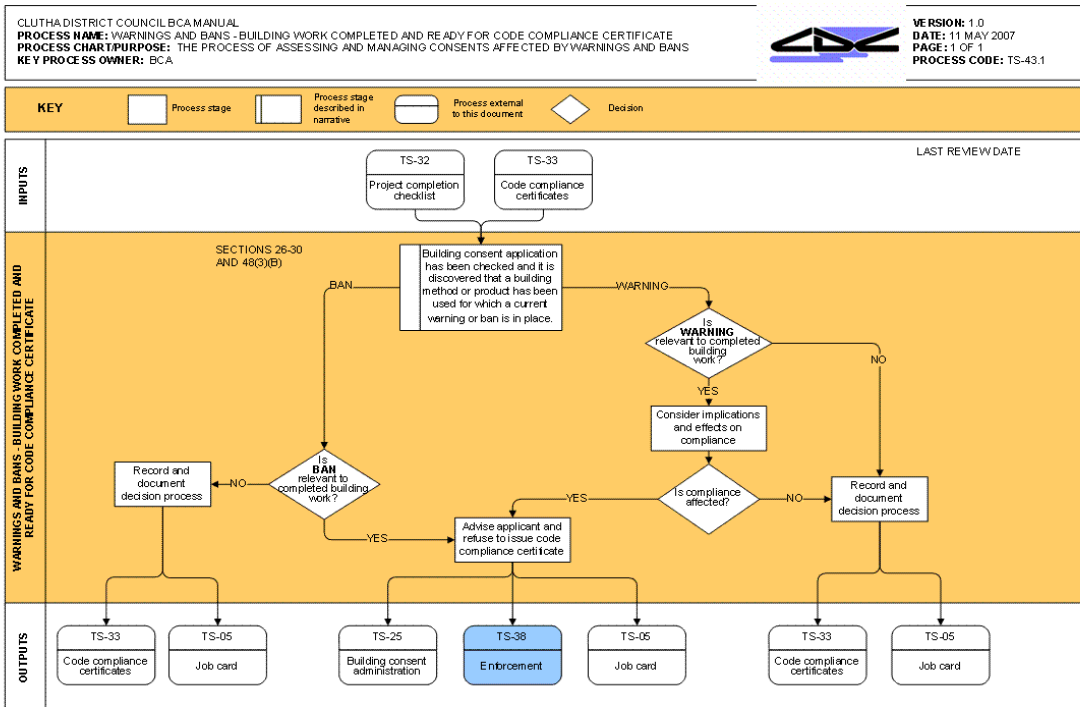 CLUTHA DISTRICT COUNCIL BCA MANUAL
PROCESS NAME: WARNINGS AND BANS - BUILDING WORK COMPLETED AND READY FOR CODE COMPLIANCE CERTIFICATE
PROCESS CHART/PURPOSE: THE PROCESS OF ASSESSING AND MANAGING CONSENTS AFFECTED BY WARNINGS AND BANS
KEY PROCESS OWNER: BCA
CDC
VERSION: 1.0
DATE: 11 MAY 2007
PAGE: 1 OF 1
PROCESS CODE: TS-43.1
KEY
Process stage
Process stage
described in
narrative
Process external
to this document
Decision
INPUTS
LAST REVIEW DATE
TS-32
Project completion
checklist
TS-33
Code compliance
certificates
WARNINGS AND BANS - BUILDING WORK COMPLETED AND
READY FOR CODE COMPLIANCE CERTIFICATE
SECTIONS 26-30
AND 48(3)(B)
Building consent application
has been checked and it is
discovered that a building
method or product has been
used for which a current
warning or ban is in place.
BAN
WARNING
Is
WARNING
relevant to completed
building
work?
NO
YES
Consider implications
and effects on
compliance
Is compliance
affected?
YES
NO
Record and
document
decision process
Is
BAN
relevant to
completed building
work?
NO
Record and
document
decision process
YES
Advise applicant and
refuse to issue code
compliance certificate
OUTPUTS
TS-33
Code compliance
certificates
TS-05
Job card
TS-25
Building consent
administration
TS-38
Enforcement
TS-05
Job card
TS-33
Code compliance
certificates
TS-05
Job card